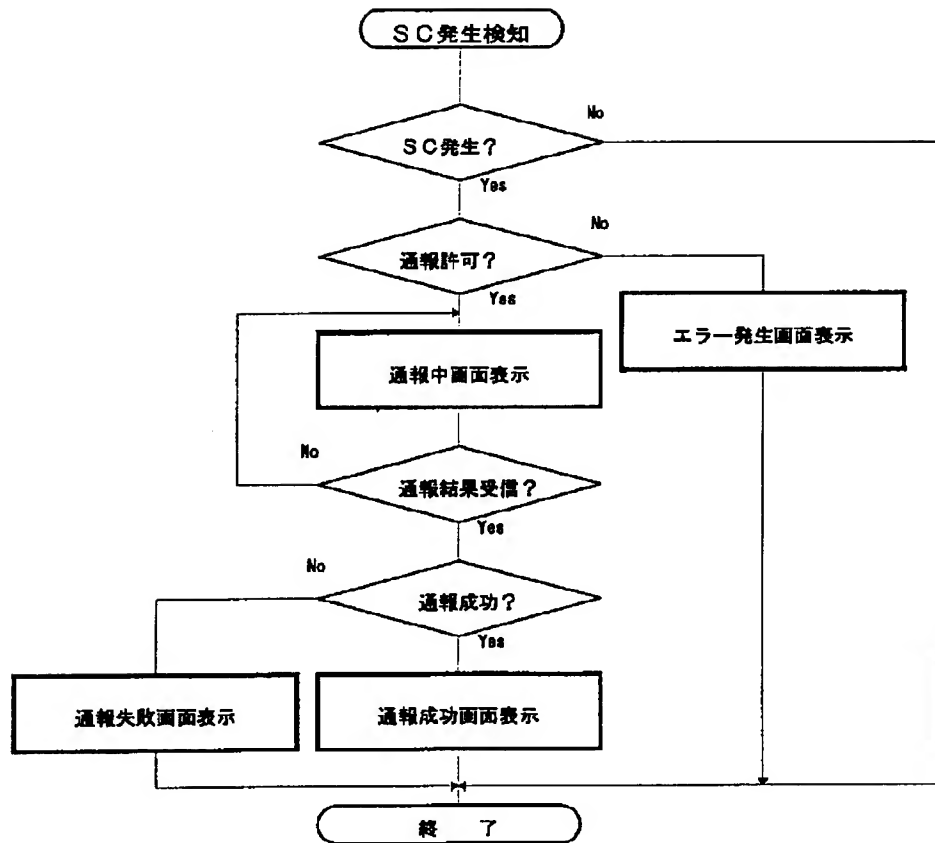 SC発生検知
No
SC発生?
Yes
No
通報許可?
Yes
エラー発生画面表示
通報中画面表示
No
通報結果受信?
Yes
No
通報成功?
Yes
通報失敗画面表示
通報成功画面表示
終 了